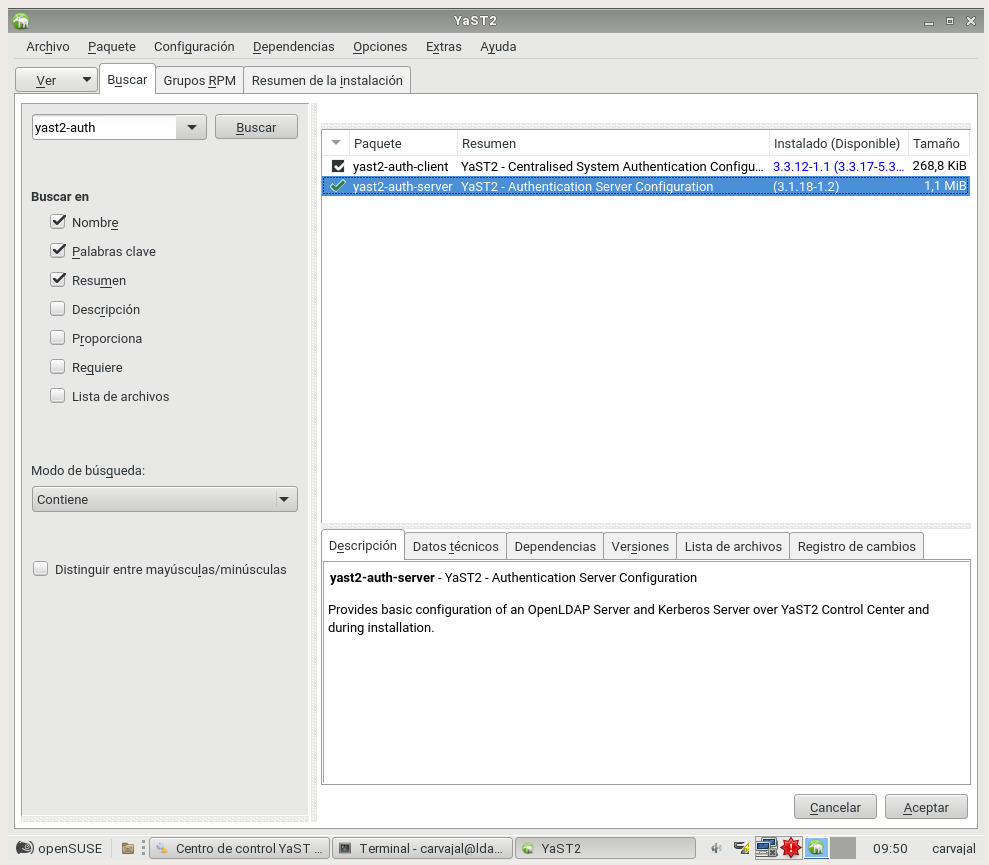 YaST2
Archivo Paquete Configuración Dependencias Opciones Extras Ayuda
Ver Buscar Grupos RPM Resumen de la instalación
yast2-auth Buscar
Buscar en
Nombre
Palabras clave
Resumen
Descripción
Proporciona
Requiere
Lista de archivos
Modo de búsqueda:
Contiene
Distinguir entre mayúsculas/minúsculas
Paquete Resumen Instalado (Disponible) Tamaño
yast2-auth-client YaST2 - Centralised System Authentication Configu... 3.3.12-1.1 (3.3.17-5.3... 268,8 KiB
yast2-auth-server YaST2 - Authentication Server Configuration (3.1.18-1.2) 1,1 MiB
Descripción Datos técnicos Dependencias Versiones Lista de archivos Registro de cambios
yast2-auth-server - YaST2 - Authentication Server Configuration
Provides basic configuration of an OpenLDAP Server and Kerberos Server over YaST2 Control Center and
during installation.
Cancelar Aceptar
openSUSE Centro de control YaST ... Terminal - carvajal@lda... YaST2 09:50 carvajal